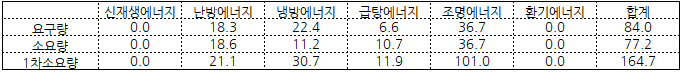 신재생에너지 난방에너지 냉방에너지 급탕에너지 조명에너지 환기에너지 합계
요구량 0.0 18.3 22.4 6.6 36.7 0.0 84.0
소요량 0.0 18.6 11.2 10.7 36.7 0.0 77.2
1차소요량 0.0 21.1 30.7 11.9 101.0 0.0 164.7